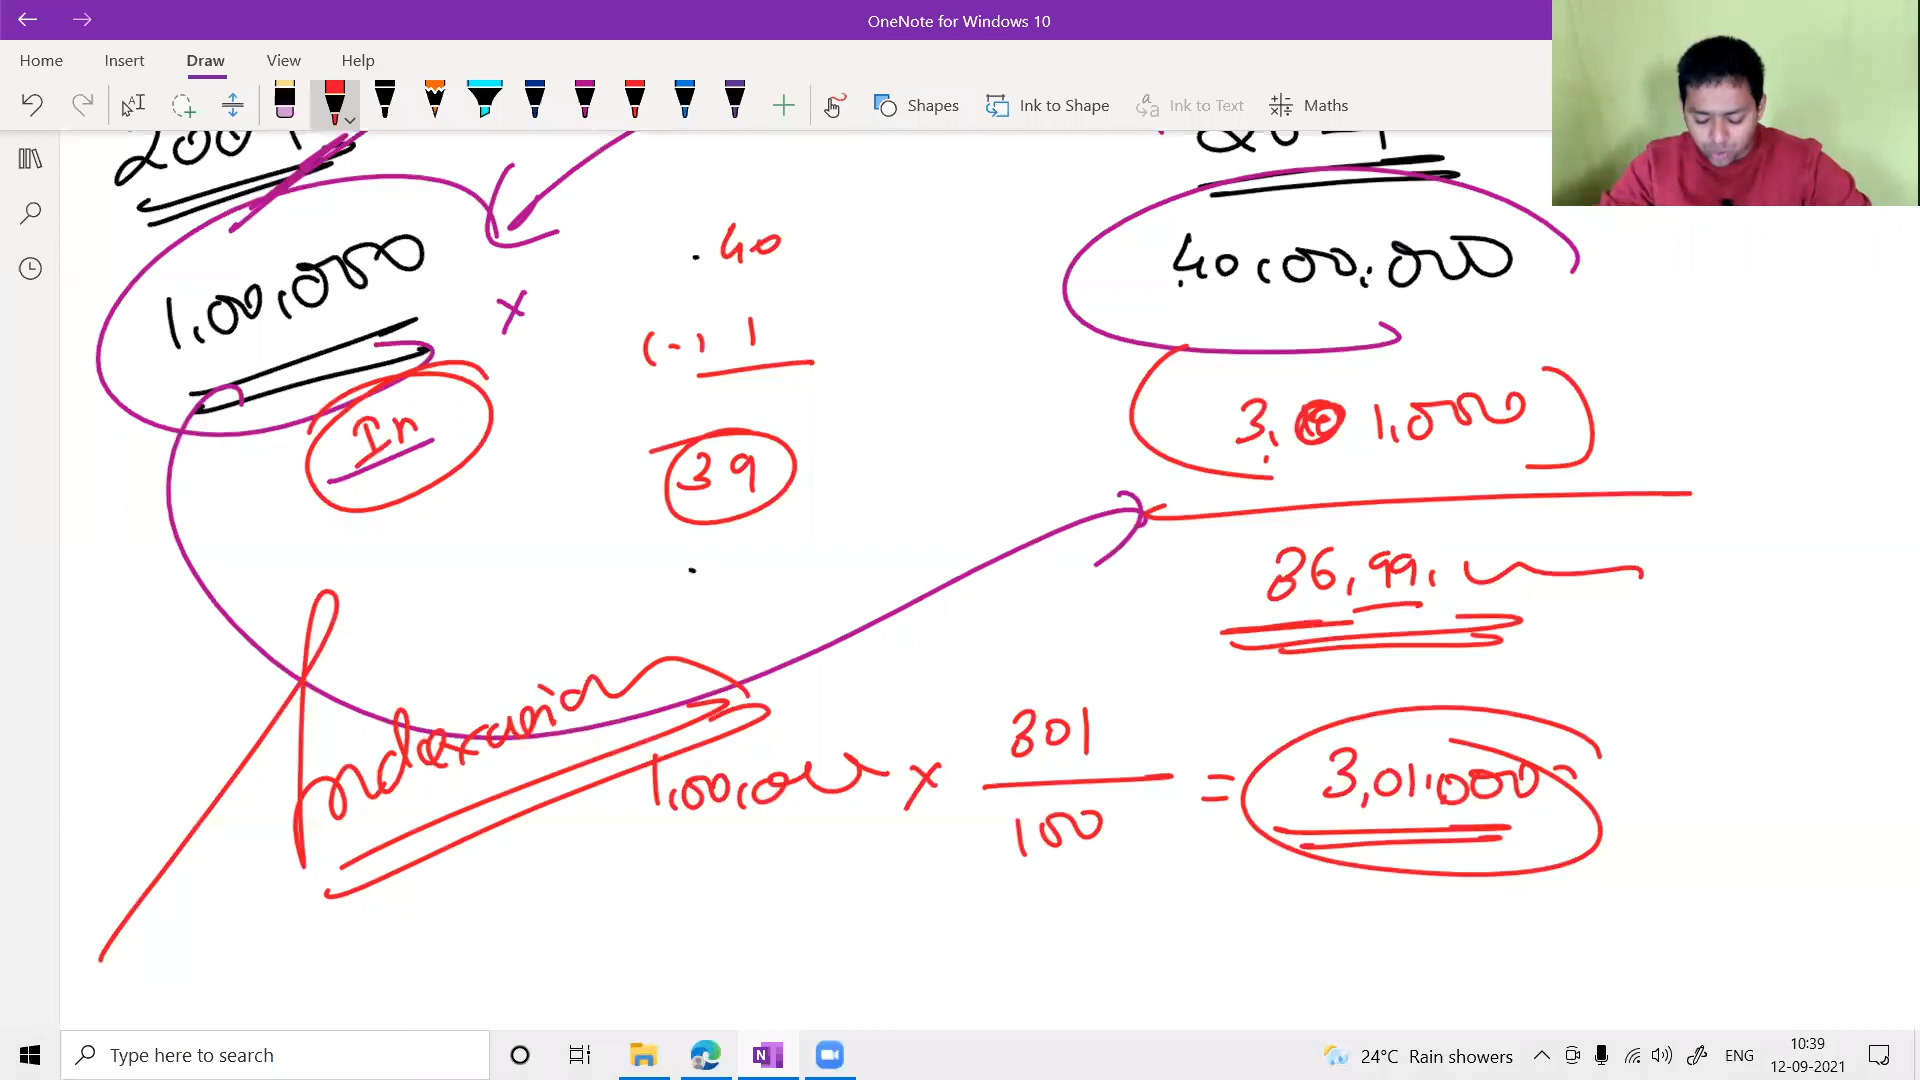 OneNote for Windows 10
Home Insert Draw View Help
Shapes Ink to Shape Ink to Text Maths
1,00,000 x
In
. 40
(-) 1
39
40,00,000
3, 1,000
36,99,
Indexation
1,00,000 x 301/100 = 3,01,000
Type here to search
24°C Rain showers ENG 10:39
12-09-2021